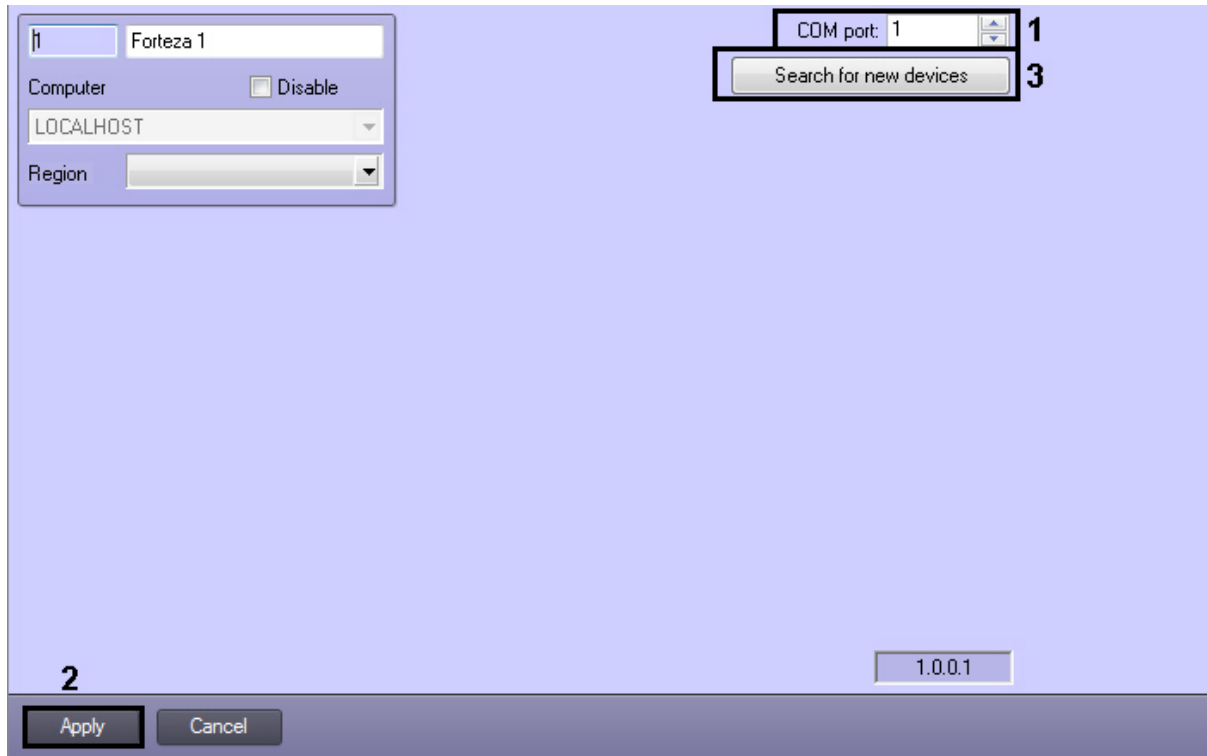 1 Forteza 1
COM port: 1 1
Search for new devices 3
Computer Disable
LOCALHOST
Region
1.0.0.1
2
Apply Cancel